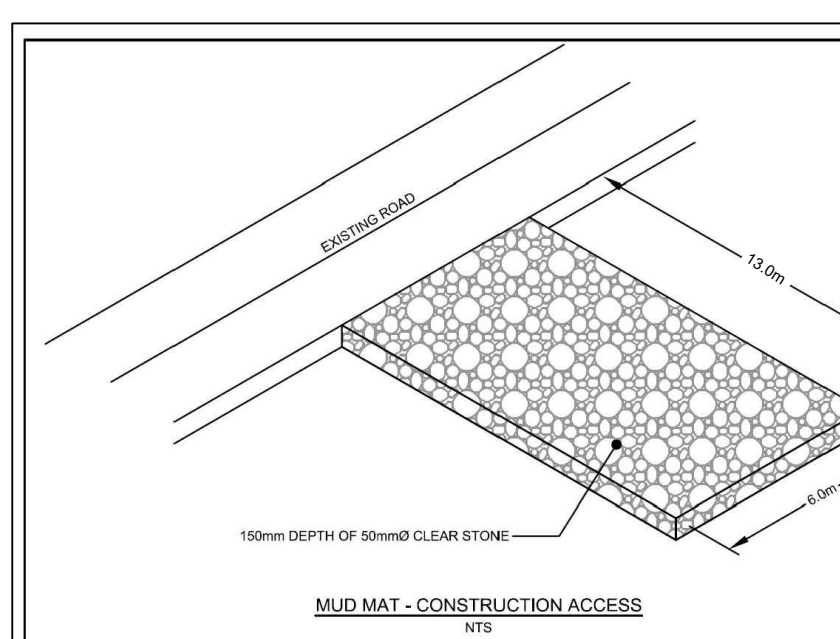 EXISTING ROAD
13.0m
6.0m
150mm DEPTH OF 50mmØ CLEAR STONE
MUD MAT - CONSTRUCTION ACCESS
NTS